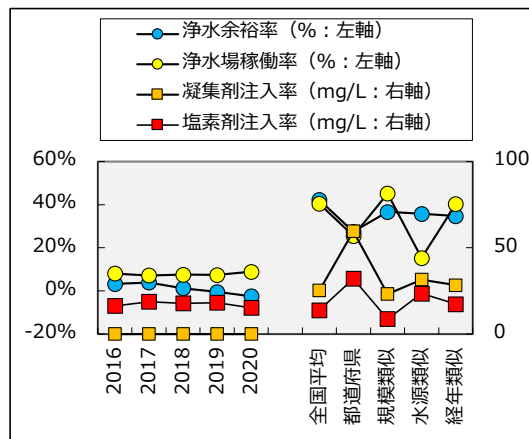 浄水余裕率(%:左軸)
浄水場稼働率(%:左軸)
凝集剤注入率(mg/L:右軸)
塩素剤注入率(mg/L:右軸)
60%
40%
20%
0%
-20%
100
50
0
2016
2017
2018
2019
2020
全国平均
都道府県
規模類似
水源類似
経年類似